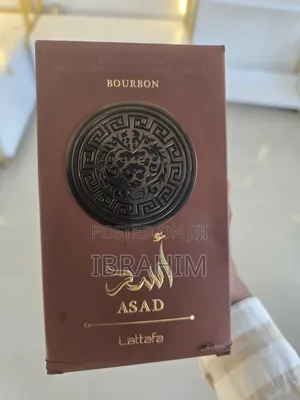 BOURBON
POSTED ON JIJI
IBRAHIM
أسد
ASAD
Lattafa